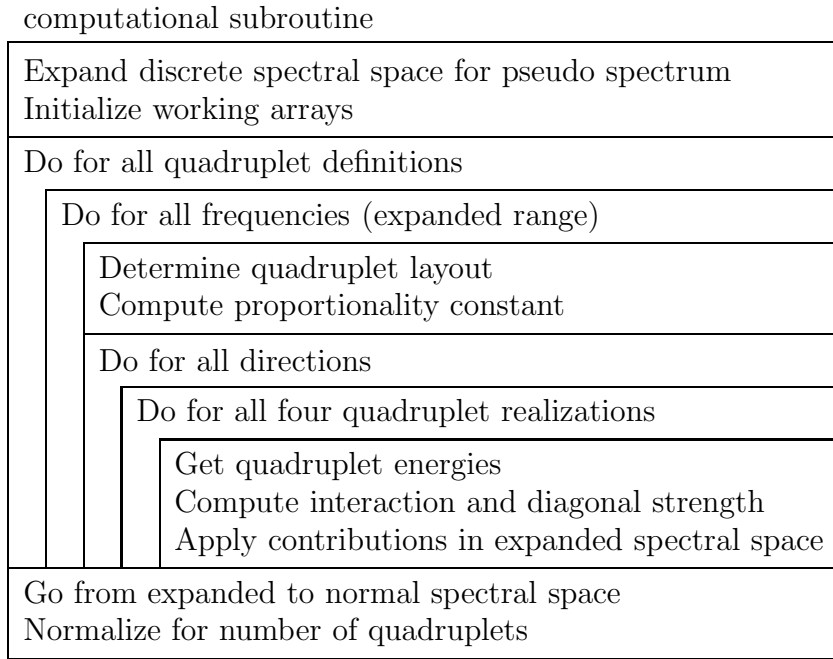 computational subroutine
Expand discrete spectral space for pseudo spectrum
Initialize working arrays
Do for all quadruplet definitions
Do for all frequencies (expanded range)
Determine quadruplet layout
Compute proportionality constant
Do for all directions
Do for all four quadruplet realizations
Get quadruplet energies
Compute interaction and diagonal strength
Apply contributions in expanded spectral space
Go from expanded to normal spectral space
Normalize for number of quadruplets